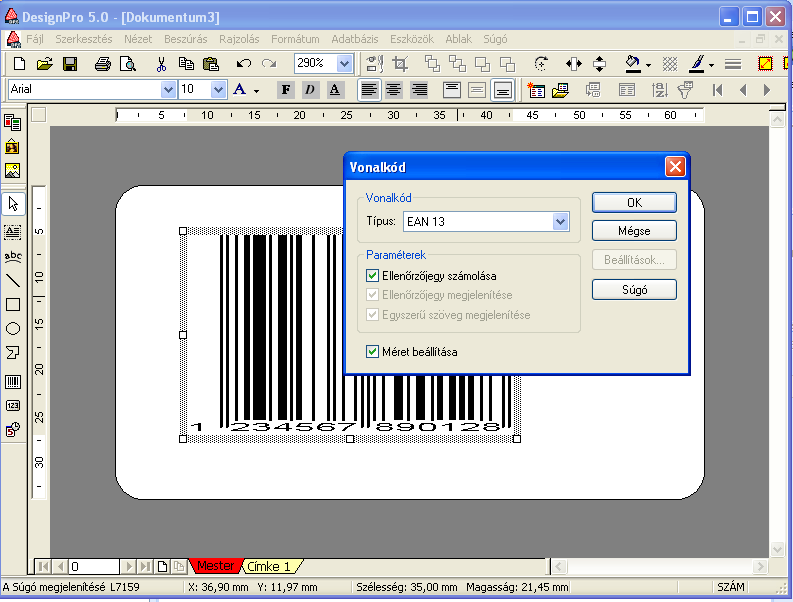 DesignPro 5.0 - [Dokumentum3]
Fájl Szerkesztés Nézet Beszúrás Rajzolás Formátum Adatbázis Eszközök Ablak Súgó
290%
Arial 10 A F D A
5 10 15 20 25 30 35 40 45 50 55 60
5
10
15
20
25
30
abc
123
Vonalkód
Vonalkód
Típus: EAN 13
Paraméterek
Ellenőrzőjegy számolása
Ellenőrzőjegy megjelenítése
Egyszerű szöveg megjelenítése
Méret beállítása
OK
Mégse
Beállítások...
Súgó
1 234567 890128
0 Mester Címke 1
A Súgó megjelenítésé L7159 X: 36,90 mm Y: 11,97 mm Szélesség: 35,00 mm Magasság: 21,45 mm SZÁM